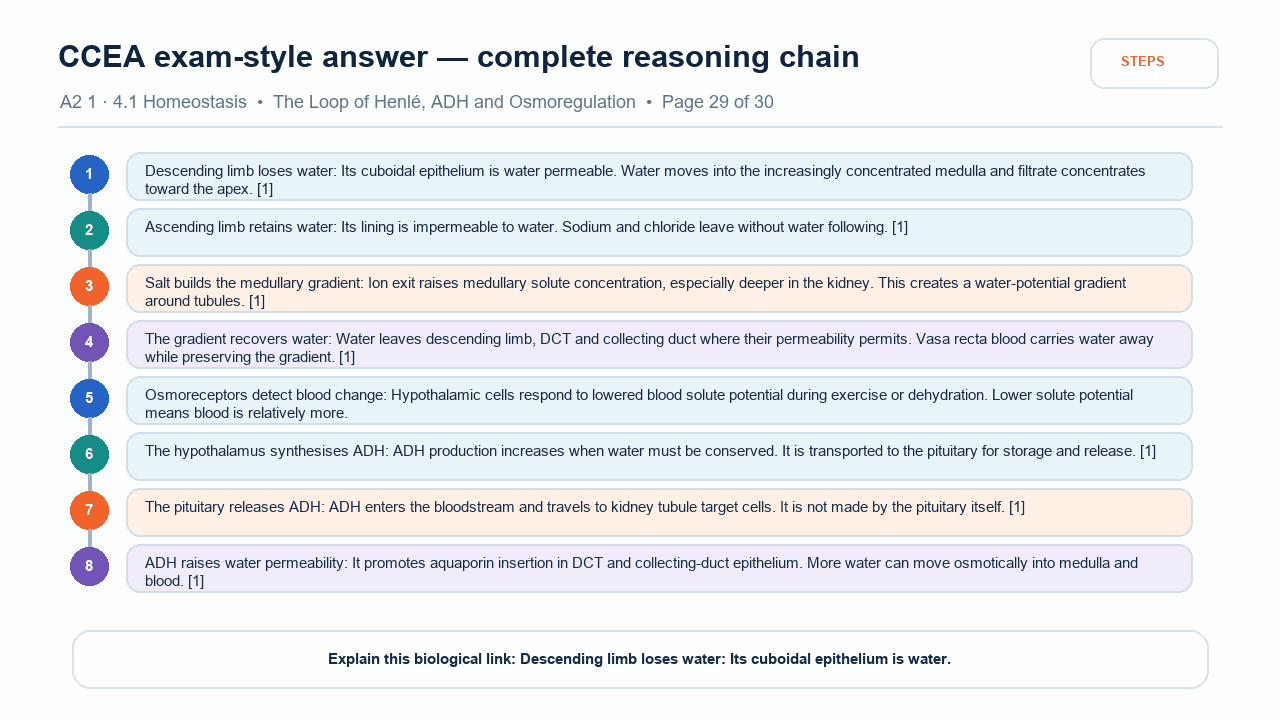 CCEA exam-style answer — complete reasoning chain
STEPS
A2 1 · 4.1 Homeostasis • The Loop of Henlé, ADH and Osmoregulation • Page 29 of 30
1
Descending limb loses water: Its cuboidal epithelium is water permeable. Water moves into the increasingly concentrated medulla and filtrate concentrates
toward the apex. [1]
2
Ascending limb retains water: Its lining is impermeable to water. Sodium and chloride leave without water following. [1]
3
Salt builds the medullary gradient: Ion exit raises medullary solute concentration, especially deeper in the kidney. This creates a water-potential gradient
around tubules. [1]
4
The gradient recovers water: Water leaves descending limb, DCT and collecting duct where their permeability permits. Vasa recta blood carries water away
while preserving the gradient. [1]
5
Osmoreceptors detect blood change: Hypothalamic cells respond to lowered blood solute potential during exercise or dehydration. Lower solute potential
means blood is relatively more.
6
The hypothalamus synthesises ADH: ADH production increases when water must be conserved. It is transported to the pituitary for storage and release. [1]
7
The pituitary releases ADH: ADH enters the bloodstream and travels to kidney tubule target cells. It is not made by the pituitary itself. [1]
8
ADH raises water permeability: It promotes aquaporin insertion in DCT and collecting-duct epithelium. More water can move osmotically into medulla and
blood. [1]
Explain this biological link: Descending limb loses water: Its cuboidal epithelium is water.